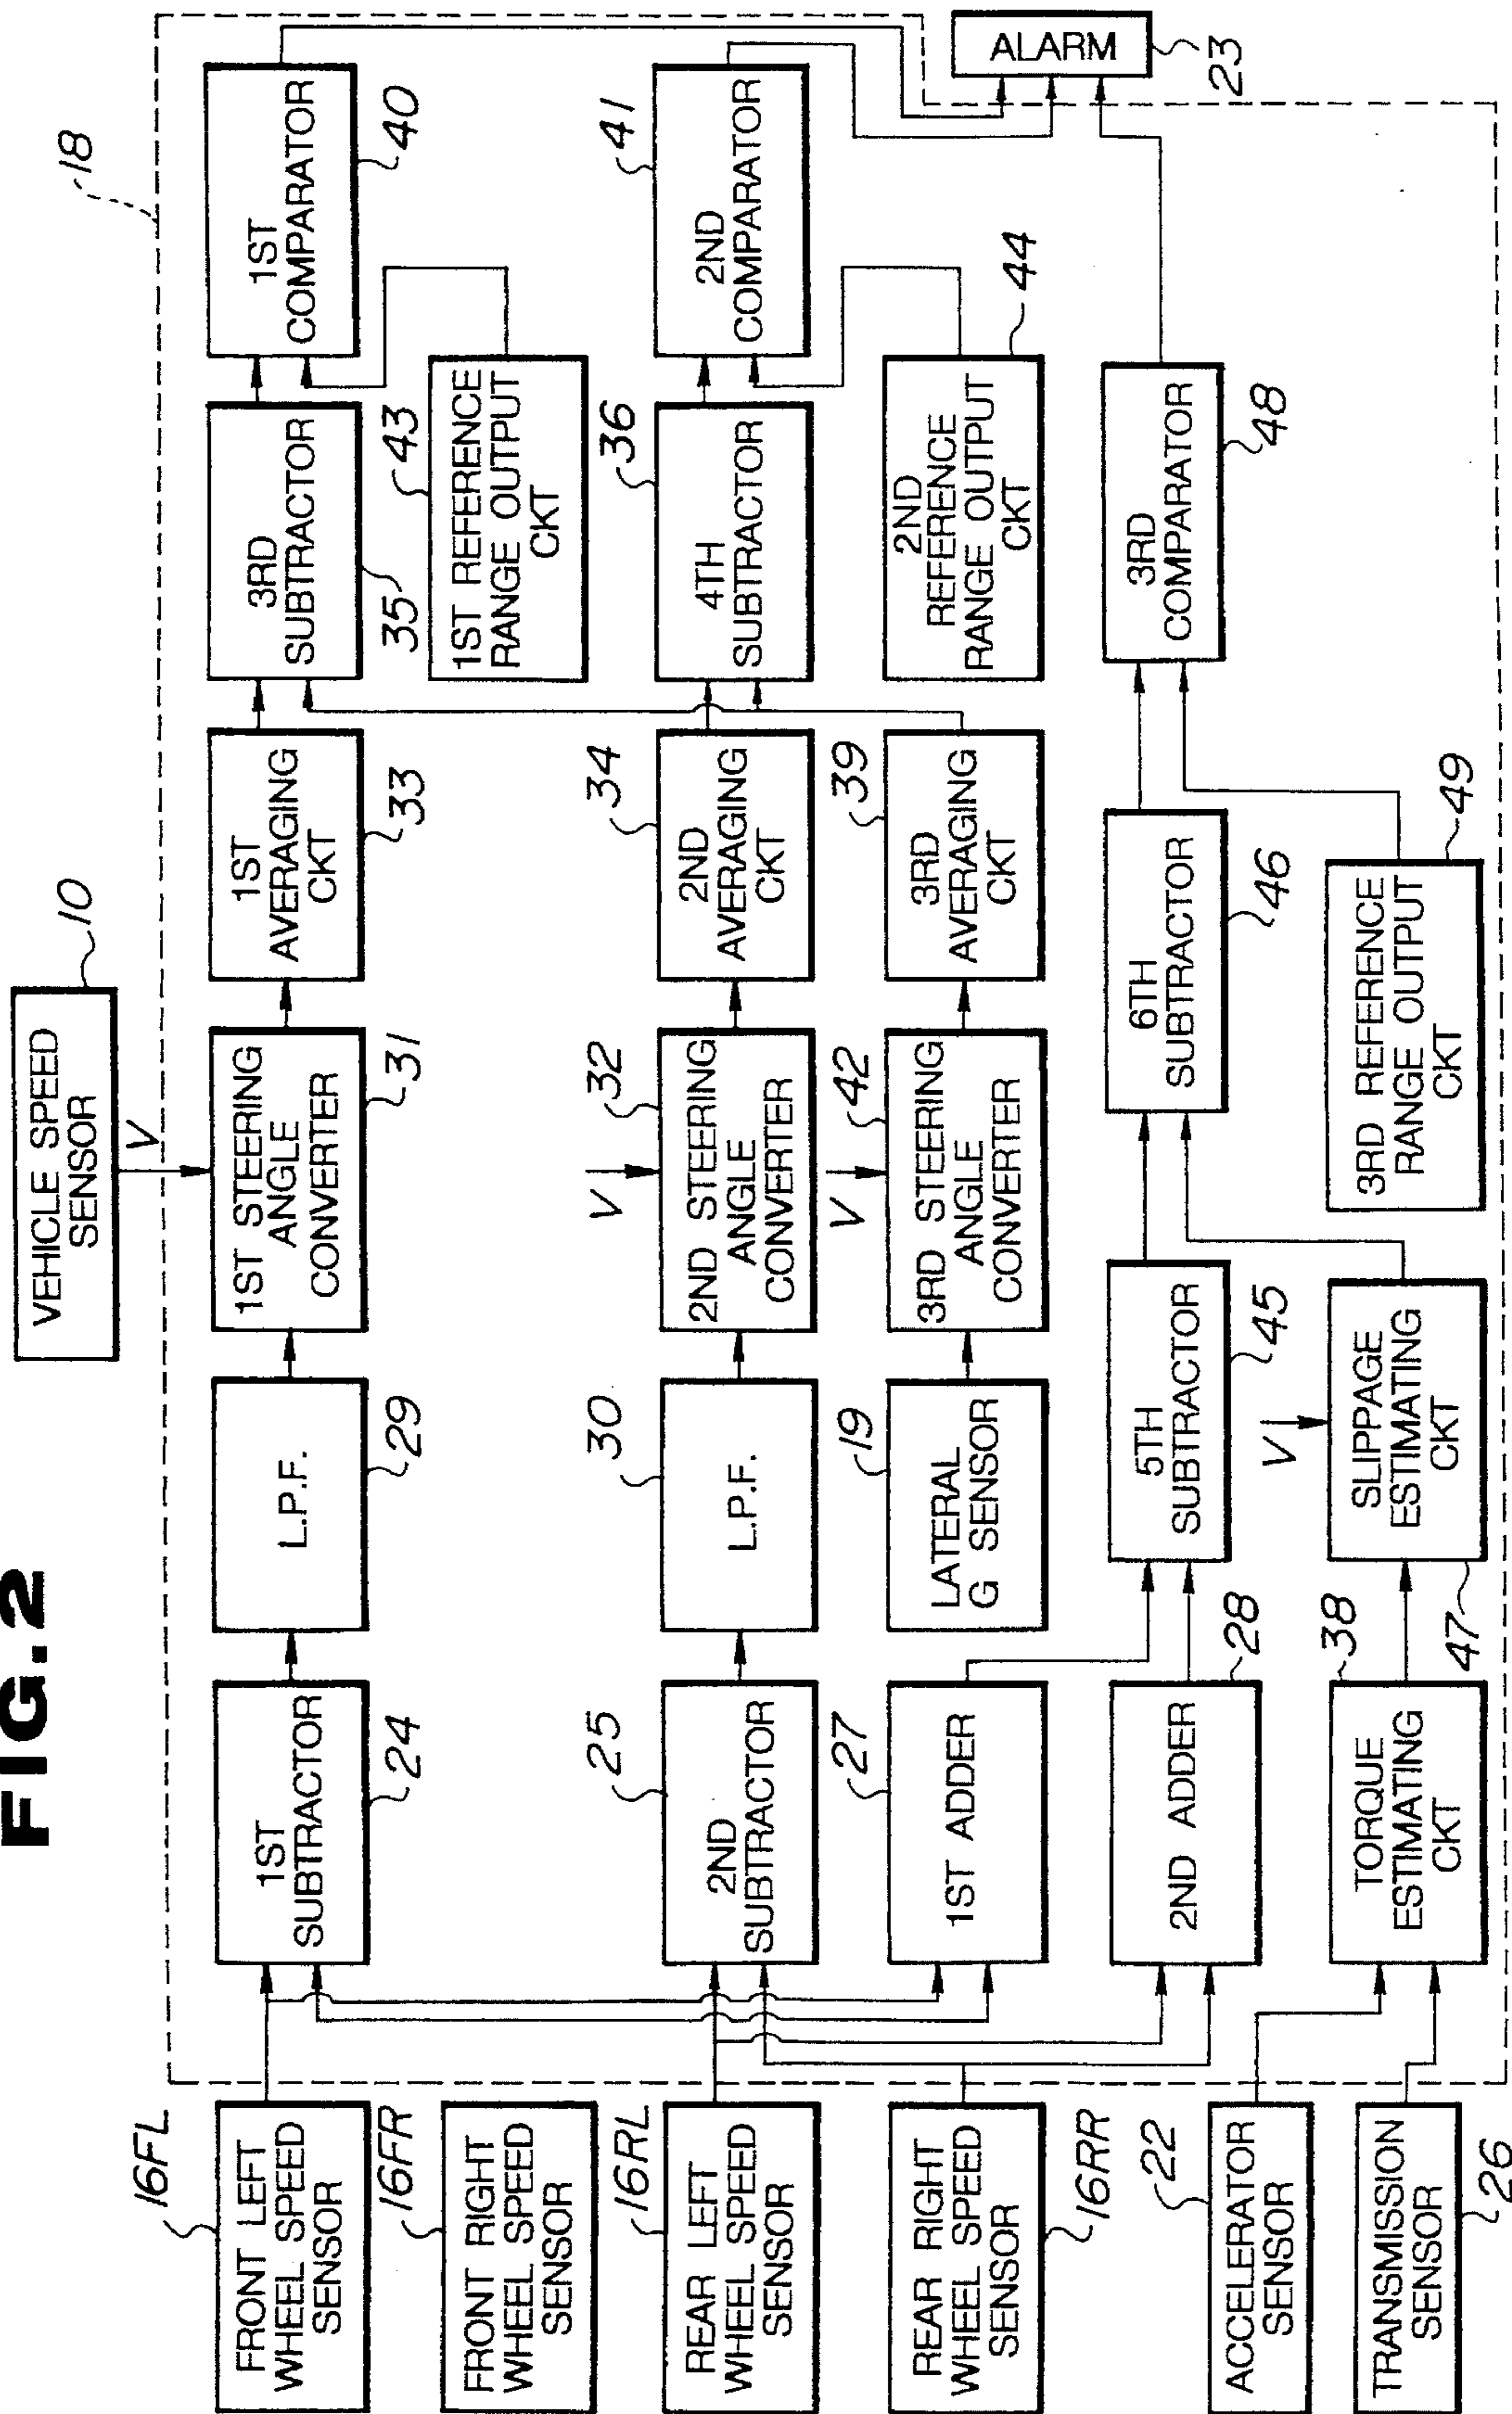 FIG.2
VEHICLE SPEED
SENSOR
10
V
18
16FL
FRONT LEFT
WHEEL SPEED
SENSOR
1ST
SUBTRACTOR
24
L.P.F.
29
1ST STEERING
ANGLE
CONVERTER
31
1ST
AVERAGING
CKT
33
3RD
SUBTRACTOR
35
1ST
COMPARATOR
40
16FR
FRONT RIGHT
WHEEL SPEED
SENSOR
43
1ST REFERENCE
RANGE OUTPUT
CKT
16RL
REAR LEFT
WHEEL SPEED
SENSOR
25
2ND
SUBTRACTOR
30
L.P.F.
V
32
2ND STEERING
ANGLE
CONVERTER
34
2ND
AVERAGING
CKT
36
4TH
SUBTRACTOR
41
2ND
COMPARATOR
ALARM
23
REAR RIGHT
WHEEL SPEED
SENSOR
16RR
27
1ST ADDER
19
LATERAL
G SENSOR
V
42
3RD STEERING
ANGLE
CONVERTER
39
3RD
AVERAGING
CKT
44
2ND
REFERENCE
RANGE OUTPUT
CKT
2ND ADDER
28
5TH
SUBTRACTOR
45
6TH
SUBTRACTOR
46
3RD
COMPARATOR
48
22
ACCELERATOR
SENSOR
TRANSMISSION
SENSOR
26
38
TORQUE
ESTIMATING
CKT
V
SLIPPAGE
ESTIMATING
CKT
47
3RD REFERENCE
RANGE OUTPUT
CKT
49